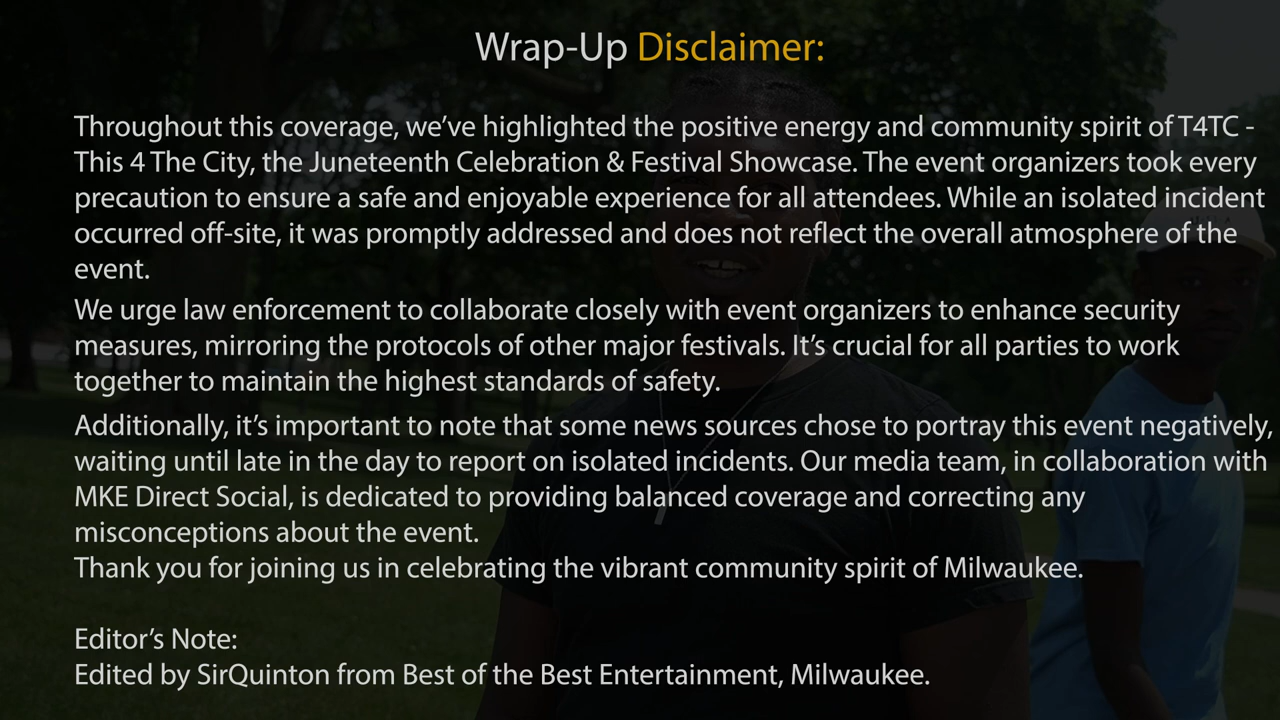 Wrap-Up Disclaimer:
Throughout this coverage, we’ve highlighted the positive energy and community spirit of T4TC -
This 4 The City, the Juneteenth Celebration & Festival Showcase. The event organizers took every
precaution to ensure a safe and enjoyable experience for all attendees. While an isolated incident
occurred off-site, it was promptly addressed and does not reflect the overall atmosphere of the
event.
We urge law enforcement to collaborate closely with event organizers to enhance security
measures, mirroring the protocols of other major festivals. It’s crucial for all parties to work
together to maintain the highest standards of safety.
Additionally, it’s important to note that some news sources chose to portray this event negatively,
waiting until late in the day to report on isolated incidents. Our media team, in collaboration with
MKE Direct Social, is dedicated to providing balanced coverage and correcting any
misconceptions about the event.
Thank you for joining us in celebrating the vibrant community spirit of Milwaukee.
Editor’s Note:
Edited by SirQuinton from Best of the Best Entertainment, Milwaukee.